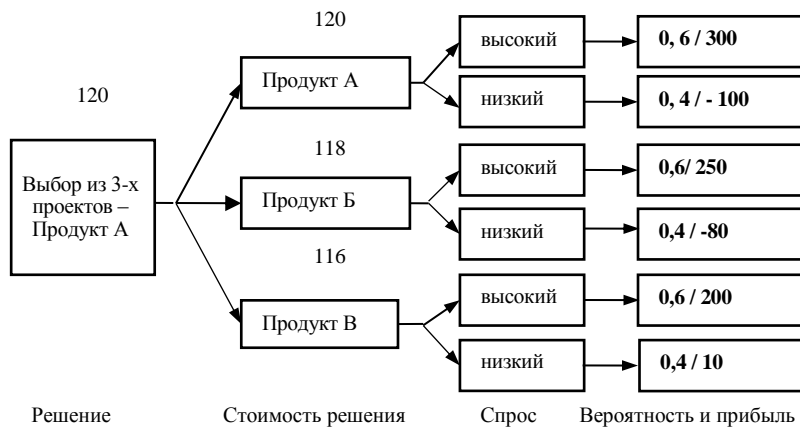 120
120
Продукт А
высокий
0, 6 / 300
низкий
0, 4 / - 100
Выбор из 3-х
проектов –
Продукт А
118
Продукт Б
высокий
0,6/ 250
низкий
0,4 / -80
116
Продукт В
высокий
0,6 / 200
низкий
0,4 / 10
Решение
Стоимость решения
Спрос
Вероятность и прибыль